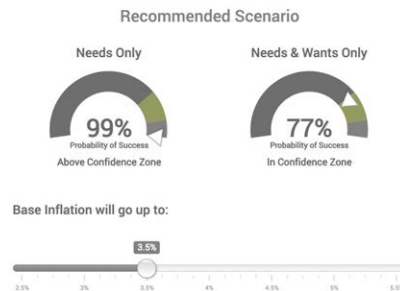 Recommended Scenario
Needs Only
Needs & Wants Only
99%
77%
Probability of Success
Probability of Success
Above Confidence Zone
In Confidence Zone
Base Inflation will go up to:
3.5%
2.5% 3% 3.5% 4% 4.5% 5% 5.5%